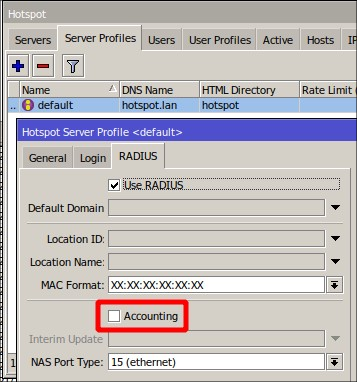 Hotspot
Servers Server Profiles Users User Profiles Active Hosts
Name DNS Name HTML Directory Rate Limit (
.. default hotspot.lan hotspot
Hotspot Server Profile <default>
General Login RADIUS
Use RADIUS
Default Domain
Location ID:
Location Name:
MAC Format: XX:XX:XX:XX:XX:XX
Accounting
Interim Update
1 NAS Port Type: 15 (ethernet)